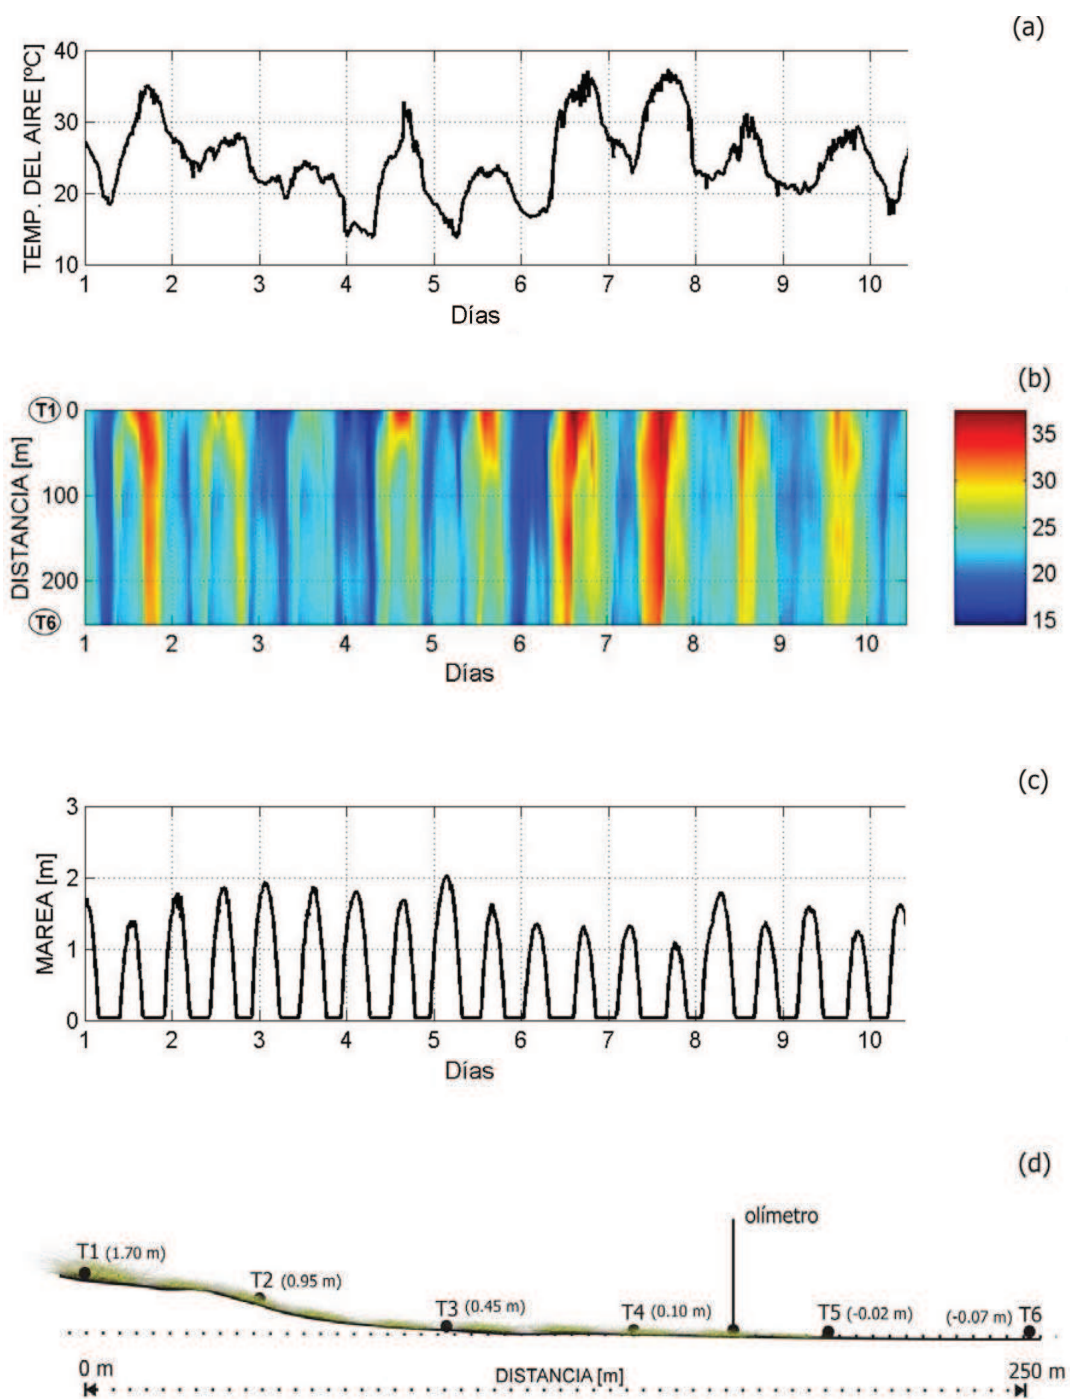 (a)
TEMP. DEL AIRE [ºC]
40
30
20
10
1 2 3 4 5 6 7 8 9 10
Días
(b)
T1 0
100
200
T6
DISTANCIA [m]
1 2 3 4 5 6 7 8 9 10
Días
35
30
25
20
15
(c)
MAREA [m]
3
2
1
0
1 2 3 4 5 6 7 8 9 10
Días
(d)
olímetro
T1 (1.70 m)
T2 (0.95 m)
T3 (0.45 m)
T4 (0.10 m)
T5 (-0.02 m)
(-0.07 m) T6
0 m
DISTANCIA [m]
250 m